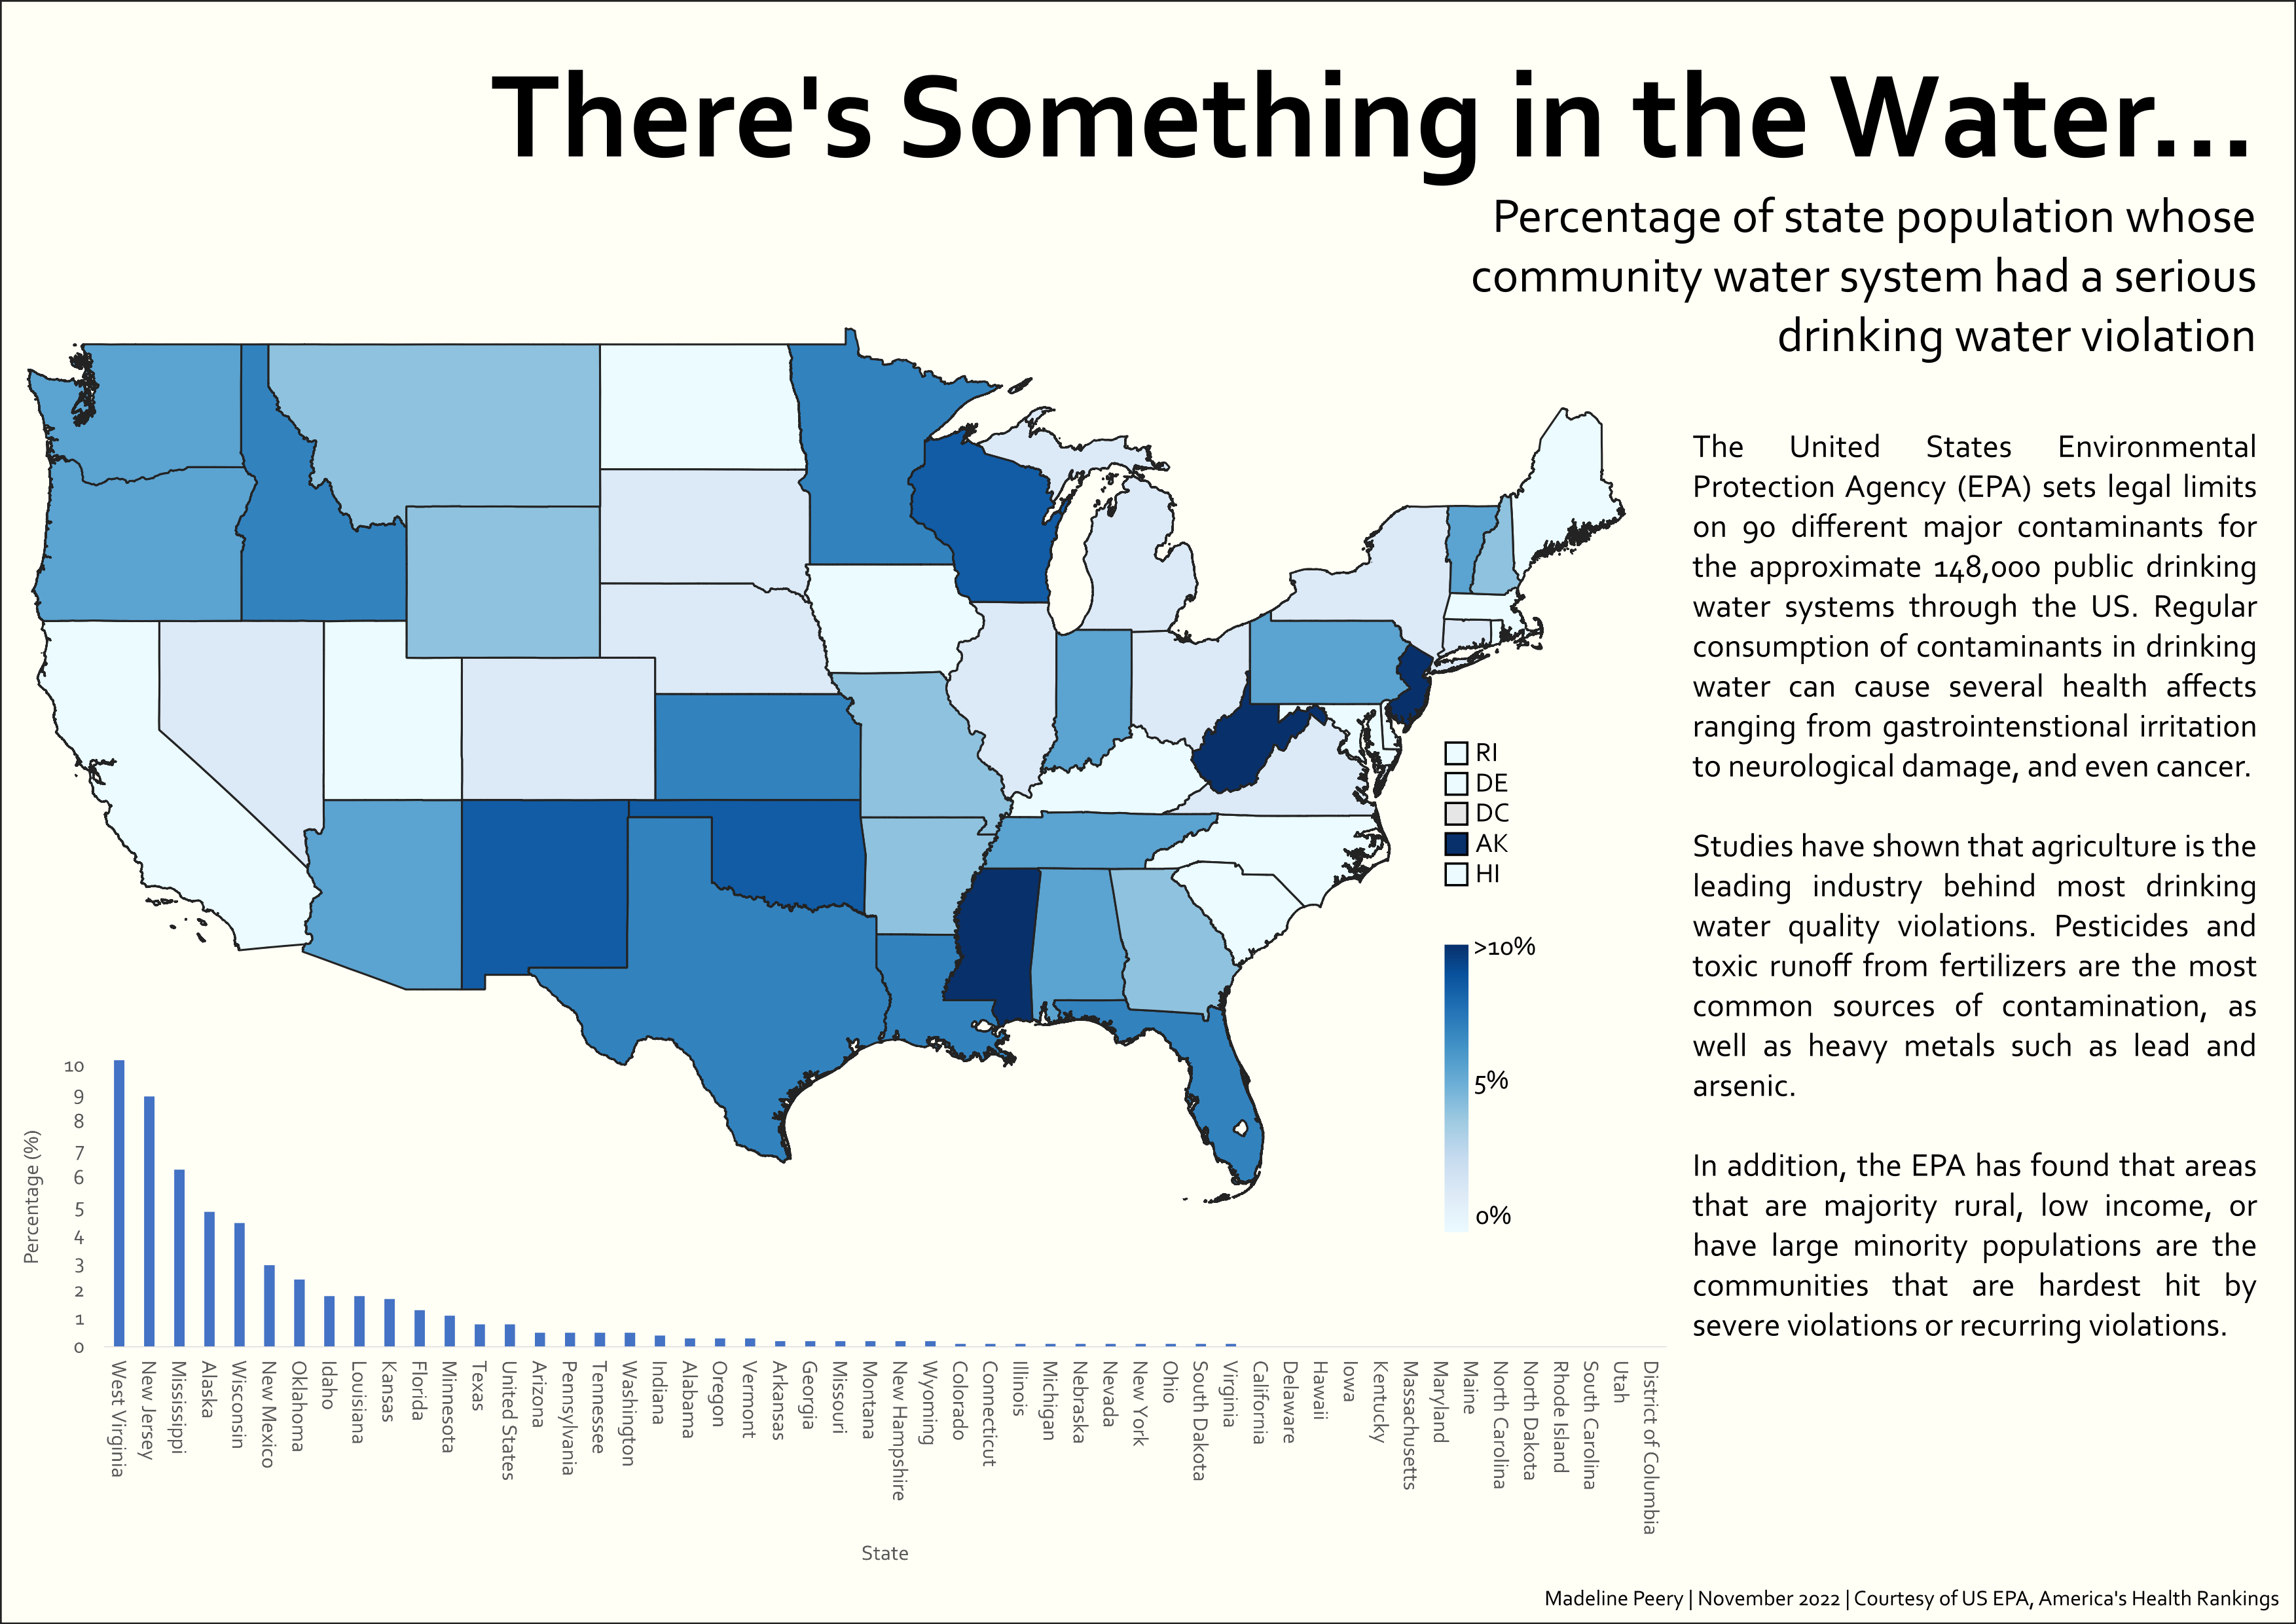 There's Something in the Water...
Percentage of state population whose
community water system had a serious
drinking water violation
The United States Environmental
Protection Agency (EPA) sets legal limits
on 90 different major contaminants for
the approximate 148,000 public drinking
water systems through the US. Regular
consumption of contaminants in drinking
water can cause several health affects
ranging from gastrointenstional irritation
to neurological damage, and even cancer.
Studies have shown that agriculture is the
leading industry behind most drinking
water quality violations. Pesticides and
toxic runoff from fertilizers are the most
common sources of contamination, as
well as heavy metals such as lead and
arsenic.
In addition, the EPA has found that areas
that are majority rural, low income, or
have large minority populations are the
communities that are hardest hit by
severe violations or recurring violations.
RI
DE
DC
AK
HI
>10%
5%
0%
Percentage (%)
10
9
8
7
6
5
4
3
2
1
0
West Virginia
New Jersey
Mississippi
Alaska
Wisconsin
New Mexico
Oklahoma
Idaho
Louisiana
Kansas
Florida
Minnesota
Texas
United States
Arizona
Pennsylvania
Tennessee
Washington
Indiana
Alabama
Oregon
Vermont
Arkansas
Georgia
Missouri
Montana
New Hampshire
Wyoming
Colorado
Connecticut
Illinois
Michigan
Nebraska
Nevada
New York
Ohio
South Dakota
Virginia
California
Delaware
Hawaii
Iowa
Kentucky
Massachusetts
Maryland
Maine
North Carolina
North Dakota
Rhode Island
South Carolina
Utah
District of Columbia
State
Madeline Peery | November 2022 | Courtesy of US EPA, America's Health Rankings